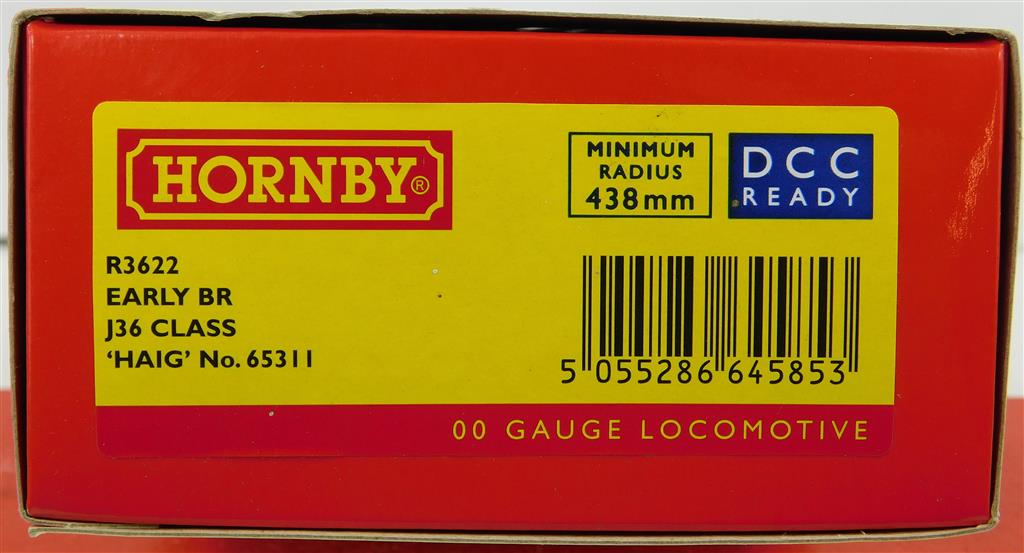 HORNBY®
MINIMUM
RADIUS
438mm
DCC
READY
R3622
EARLY BR
J36 CLASS
‘HAIG’ No. 65311
5 055286 645853
00 GAUGE LOCOMOTIVE